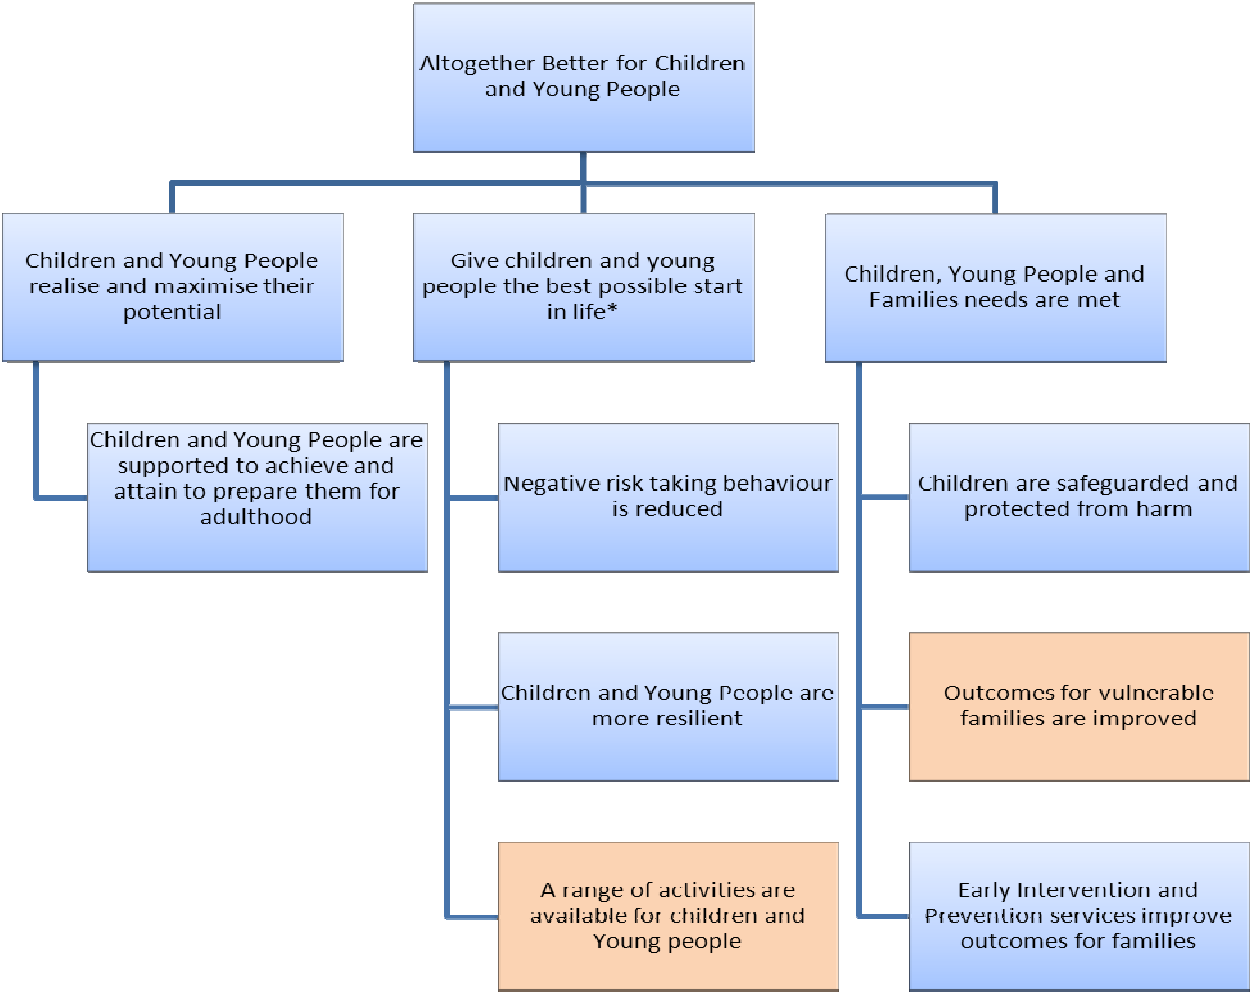 Altogether Better for Children
and Young People
Children and Young People
realise and maximise their
potential
Give children and young
people the best possible start
in life*
Children, Young People and
Families needs are met
Children and Young People are
supported to achieve and
attain to prepare them for
adulthood
Negative risk taking behaviour
is reduced
Children and Young People are
more resilient
A range of activities are
available for children and
Young people
Children are safeguarded and
protected from harm
Outcomes for vulnerable
families are improved
Early Intervention and
Prevention services improve
outcomes for families